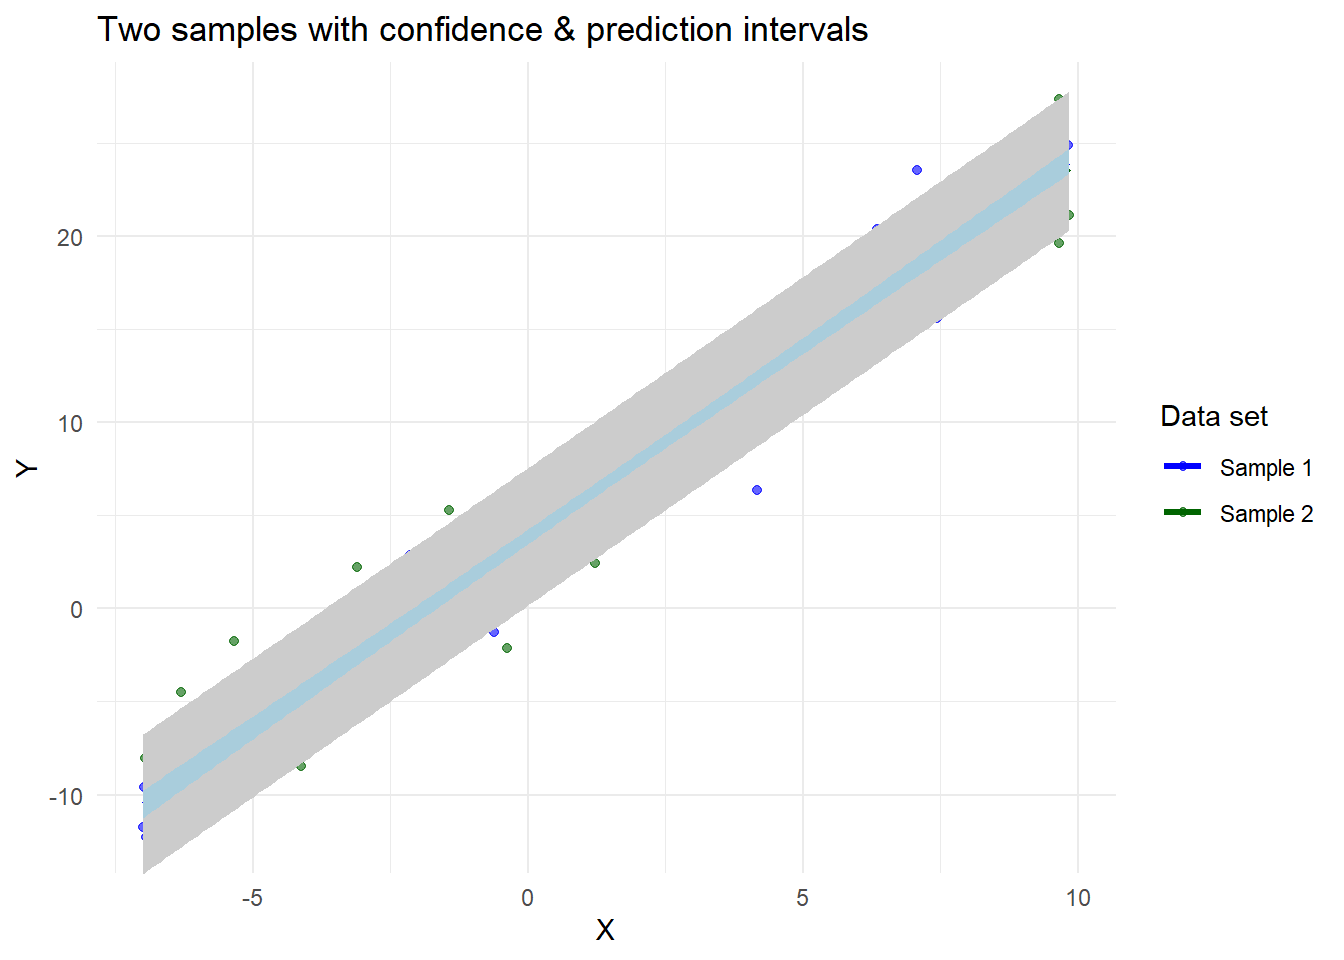 Two samples with confidence & prediction intervals
Y
20
10
0
-10
-5
0
5
10
X
Data set
Sample 1
Sample 2